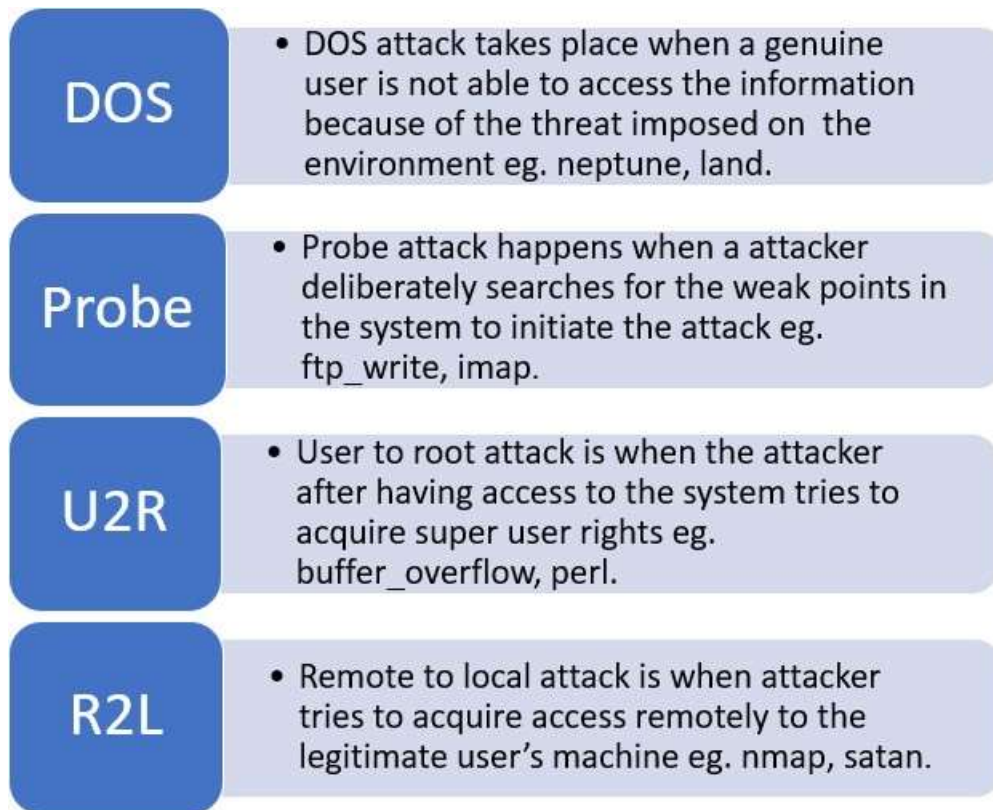 DOS
• DOS attack takes place when a genuine
user is not able to access the information
because of the threat imposed on the
environment eg. neptune, land.
Probe
• Probe attack happens when a attacker
deliberately searches for the weak points in
the system to initiate the attack eg.
ftp_write, imap.
U2R
• User to root attack is when the attacker
after having access to the system tries to
acquire super user rights eg.
buffer_overflow, perl.
R2L
• Remote to local attack is when attacker
tries to acquire access remotely to the
legitimate user’s machine eg. nmap, satan.